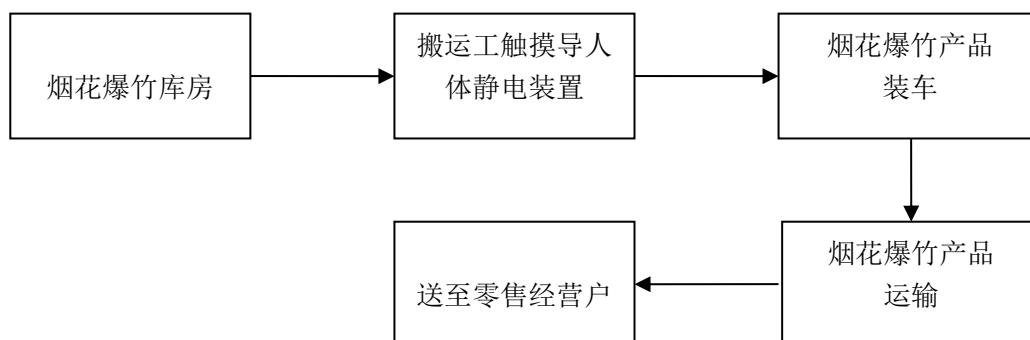 烟花爆竹库房
搬运工触摸导人
体静电装置
烟花爆竹产品
装车
烟花爆竹产品
运输
送至零售经营户